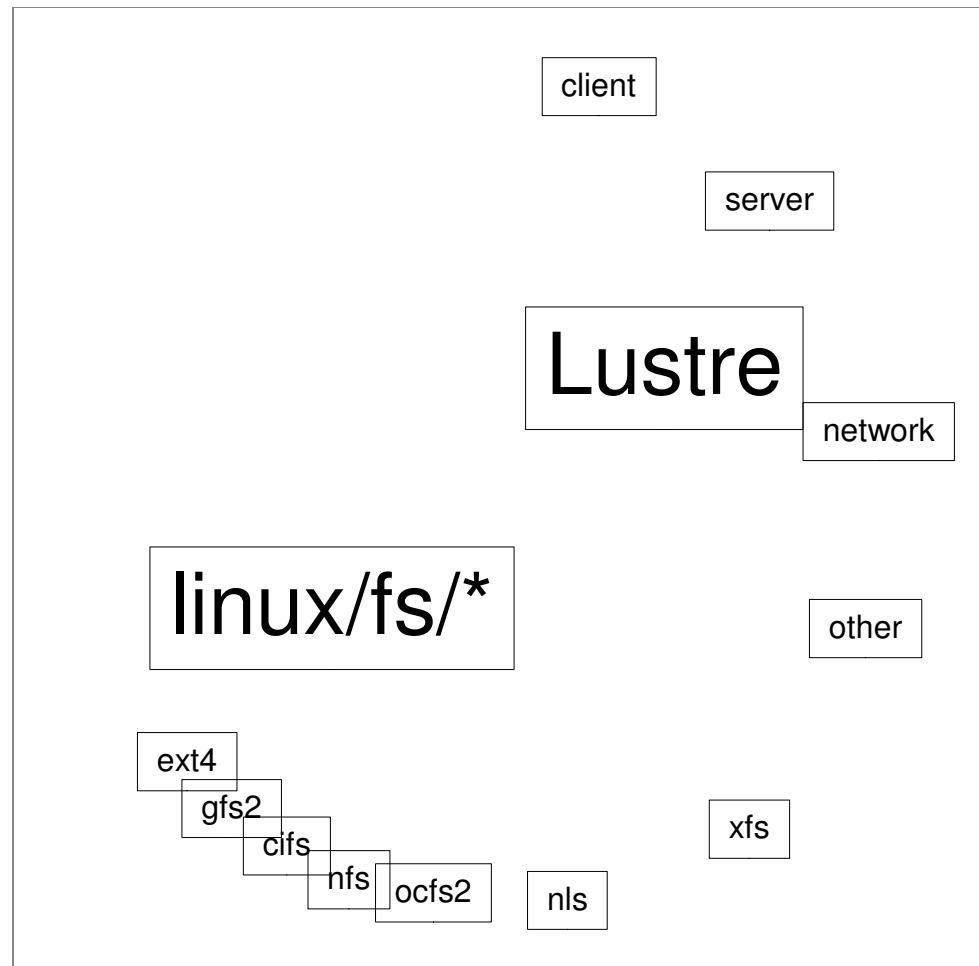 client
server
Lustre
network
linux/fs/*
other
ext4
gfs2
cifs
xfs
nfs
ocfs2
nls